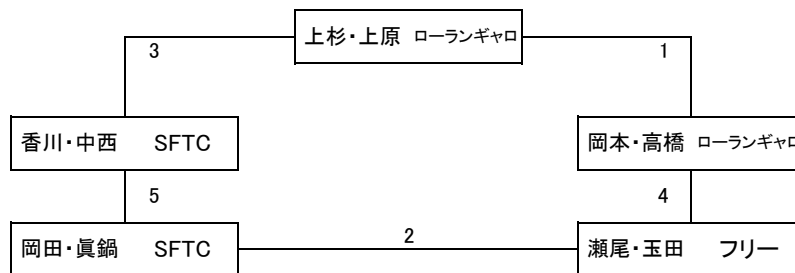 上杉・上原 ローランギャロ
3
1
香川・中西 SFTC
岡本・高橋 ローランギャロ
5
4
岡田・眞鍋 SFTC
2
瀬尾・玉田 フリー